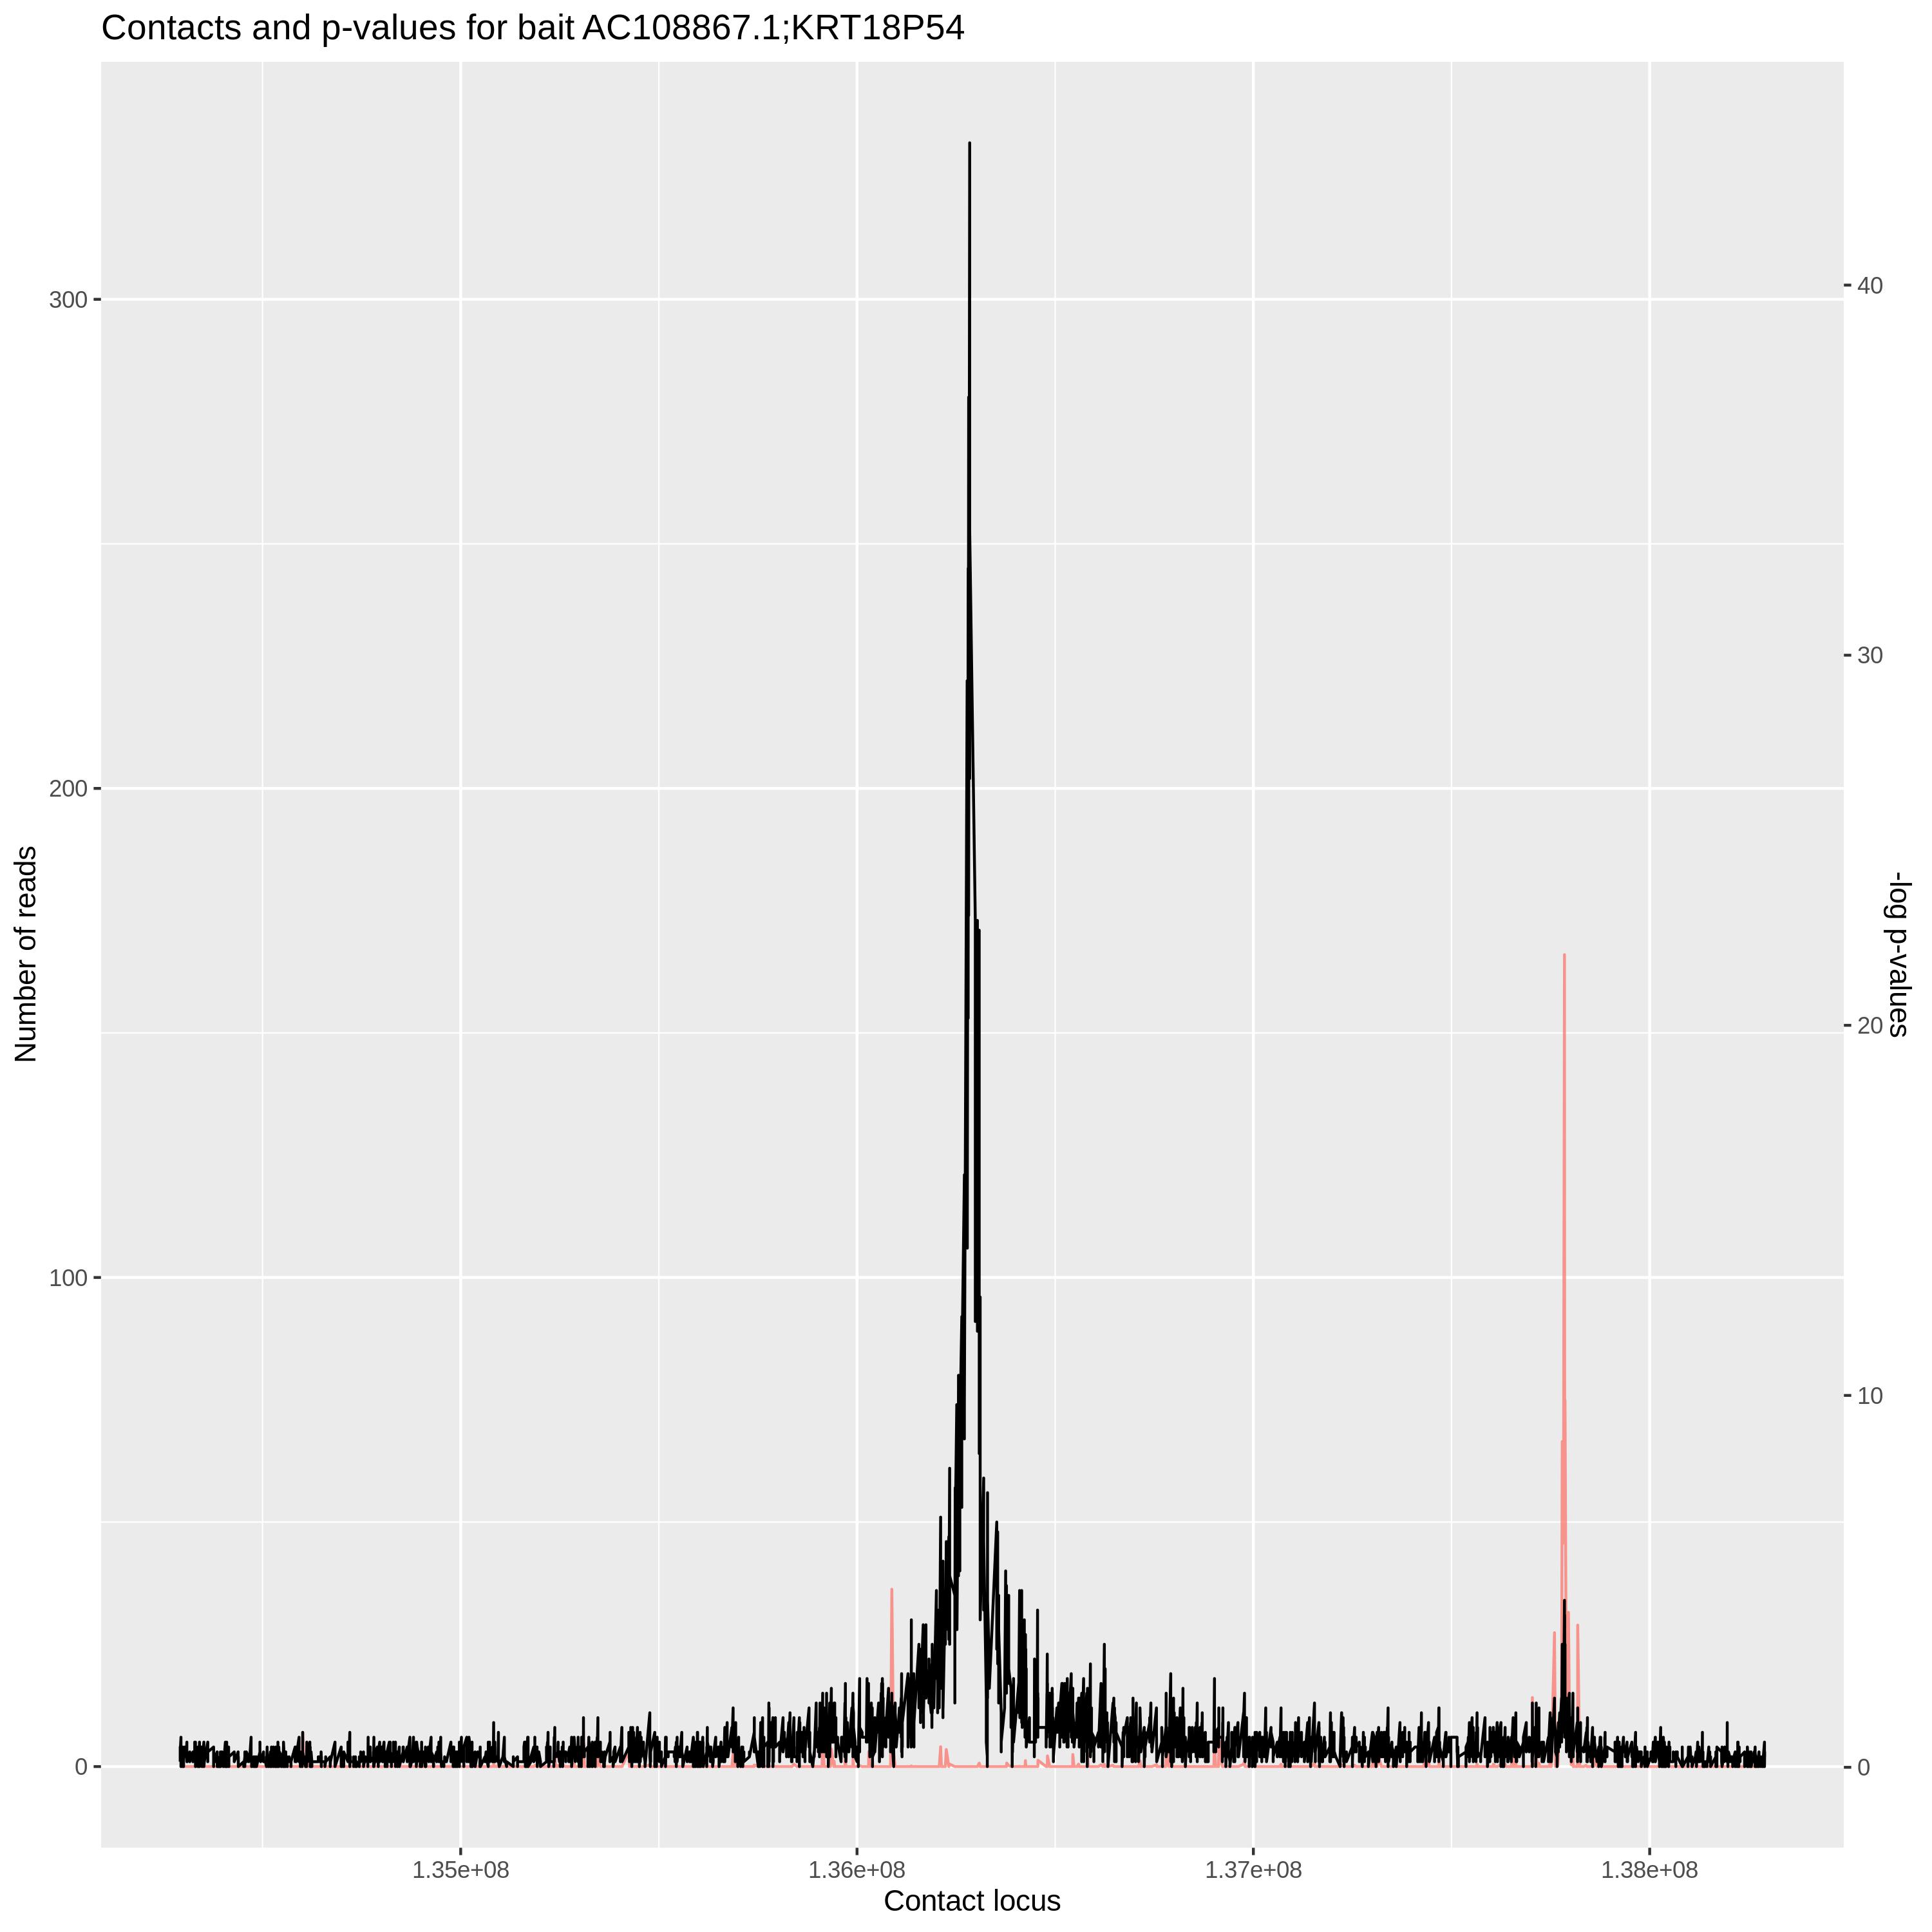 Contacts and p-values for bait AC108867.1;KRT18P54
300
200
100
0
Number of reads
40
30
20
10
0
-log p-values
1.35e+08
1.36e+08
1.37e+08
1.38e+08
Contact locus